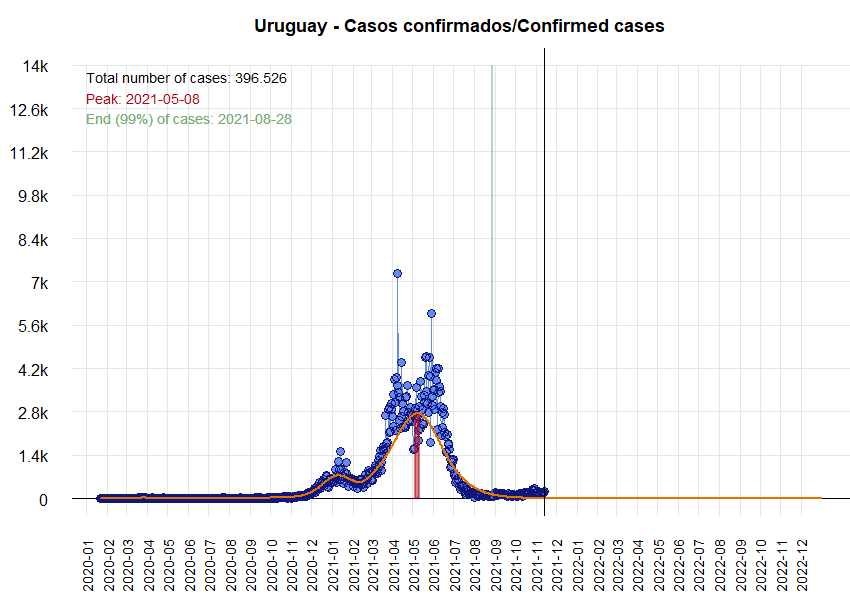 Uruguay - Casos confirmados/Confirmed cases
14k
12.6k
11.2k
9.8k
8.4k
7k
5.6k
4.2k
2.8k
1.4k
0
Total number of cases: 396.526
Peak: 2021-05-08
End (99%) of cases: 2021-08-28
2020-01
2020-02
2020-03
2020-04
2020-05
2020-06
2020-07
2020-08
2020-09
2020-10
2020-11
2020-12
2021-01
2021-02
2021-03
2021-04
2021-05
2021-06
2021-07
2021-08
2021-09
2021-10
2021-11
2021-12
2022-01
2022-02
2022-03
2022-04
2022-05
2022-06
2022-07
2022-08
2022-09
2022-10
2022-11
2022-12